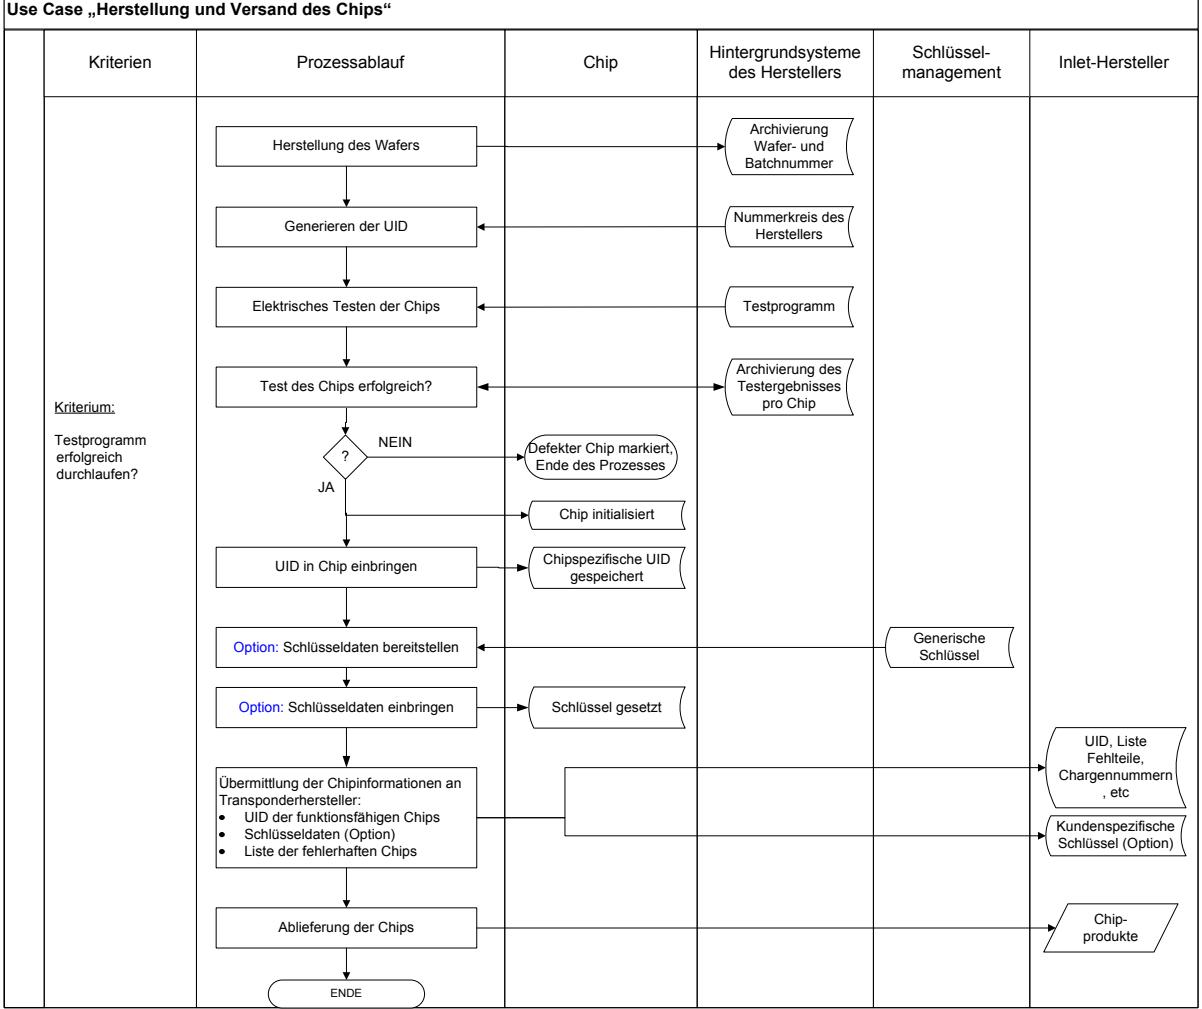 Use Case „Herstellung und Versand des Chips“
Kriterien
Prozessablauf
Chip
Hintergrundsysteme
des Herstellers
Schlüssel-
management
Inlet-Hersteller
Herstellung des Wafers
Archivierung
Wafer- und
Batchnummer
Generieren der UID
Nummerkreis des
Herstellers
Elektrisches Testen der Chips
Testprogramm
Test des Chips erfolgreich?
Archivierung des
Testergebnisses
pro Chip
Kriterium:
Testprogramm
erfolgreich
durchlaufen?
?
NEIN
JA
Defekter Chip markiert,
Ende des Prozesses
Chip initialisiert
UID in Chip einbringen
Chipspezifische UID
gespeichert
Option: Schlüsseldaten bereitstellen
Generische
Schlüssel
Option: Schlüsseldaten einbringen
Schlüssel gesetzt
Übermittlung der Chipinformationen an
Transponderhersteller:
• UID der funktionsfähigen Chips
• Schlüsseldaten (Option)
• Liste der fehlerhaften Chips
UID, Liste
Fehlteile,
Chargennummern
, etc
Kundenspezifische
Schlüssel (Option)
Ablieferung der Chips
Chip-
produkte
ENDE